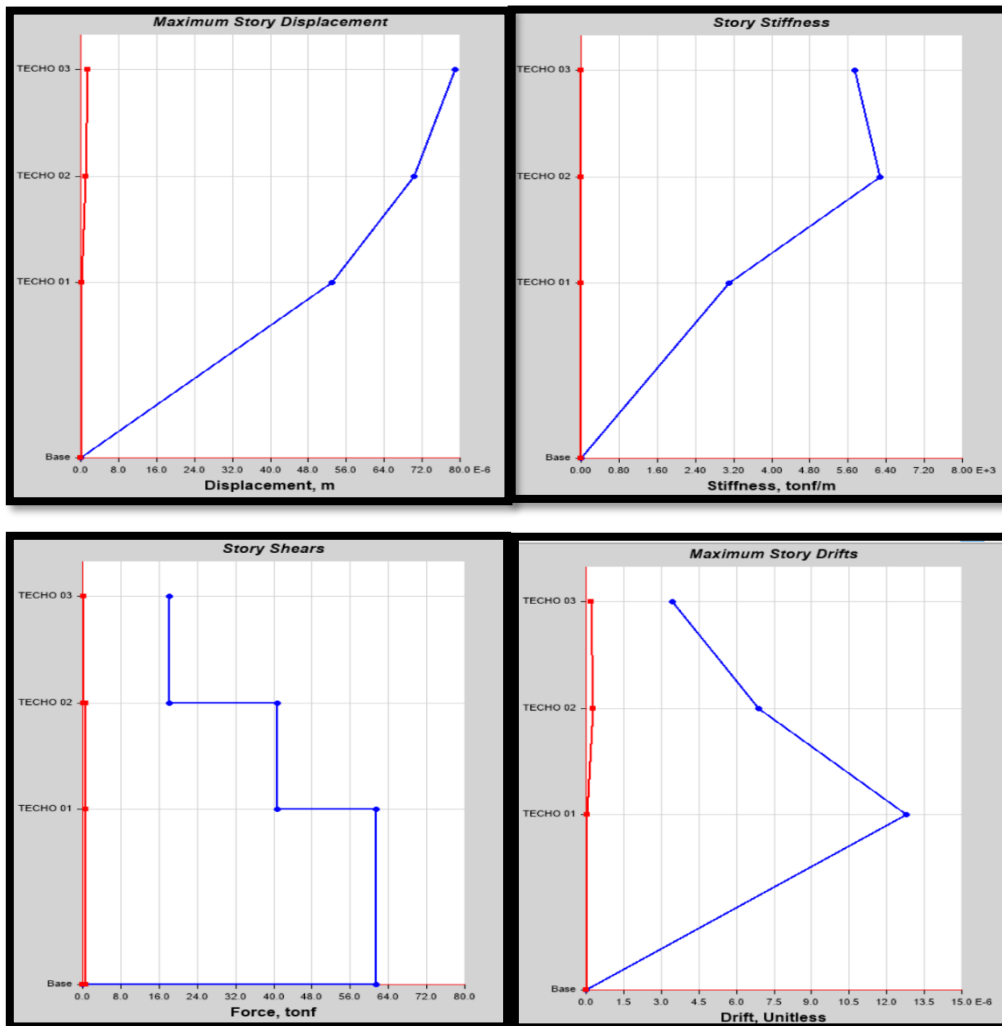 Maximum Story Displacement
TECHO 03
TECHO 02
TECHO 01
Base
0.0 8.0 16.0 24.0 32.0 40.0 48.0 56.0 64.0 72.0 80.0 E-6
Displacement, m
Story Stiffness
TECHO 03
TECHO 02
TECHO 01
Base
0.00 0.80 1.60 2.40 3.20 4.00 4.80 5.60 6.40 7.20 8.00 E+3
Stiffness, tonf/m
Story Shears
TECHO 03
TECHO 02
TECHO 01
Base
0.0 8.0 16.0 24.0 32.0 40.0 48.0 56.0 64.0 72.0 80.0
Force, tonf
Maximum Story Drifts
TECHO 03
TECHO 02
TECHO 01
Base
0.0 1.5 3.0 4.5 6.0 7.5 9.0 10.5 12.0 13.5 15.0 E-6
Drift, Unitless